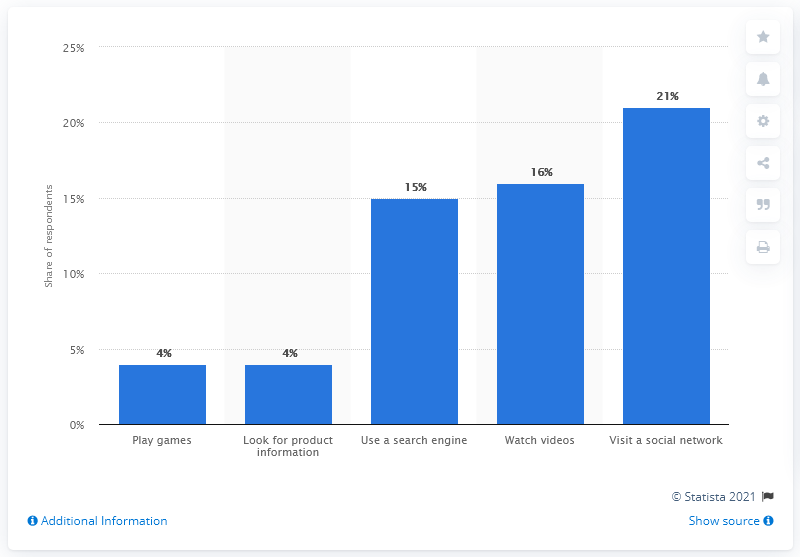 25%
20%
15%
10%
5%
0%
Share of respondents
4%
4%
15%
16%
21%
Play games
Look for product
information
Use a search engine
Watch videos
Visit a social network
© Statista 2021
Additional Information
Show source